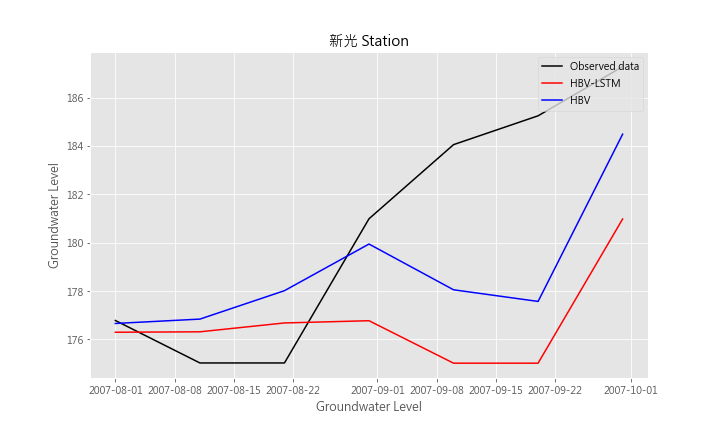 新光 Station
Observed data
HBV-LSTM
HBV
Groundwater Level
186
184
182
180
178
176
2007-08-01 2007-08-08 2007-08-15 2007-08-22 2007-09-01 2007-09-08 2007-09-15 2007-09-22 2007-10-01
Groundwater Level